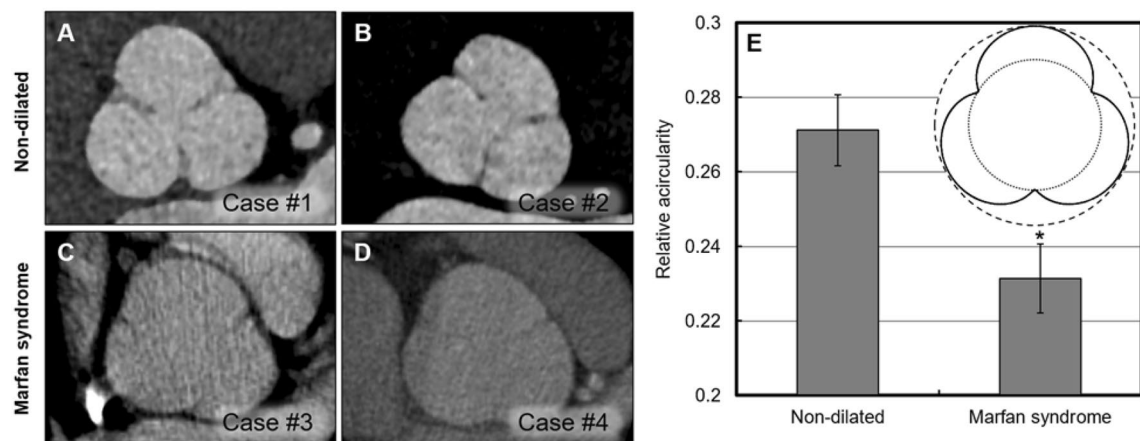 Non-dilated
A
Case #1
B
Case #2
Marfan syndrome
C
Case #3
D
Case #4
E
Relative acircularity
0.3
0.28
0.26
0.24
0.22
0.2
*
Non-dilated
Marfan syndrome